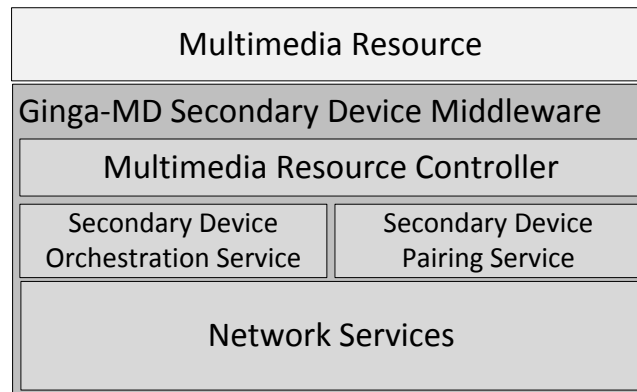 Multimedia Resource
Ginga-MD Secondary Device Middleware
Multimedia Resource Controller
Secondary Device
Orchestration Service
Secondary Device
Pairing Service
Network Services